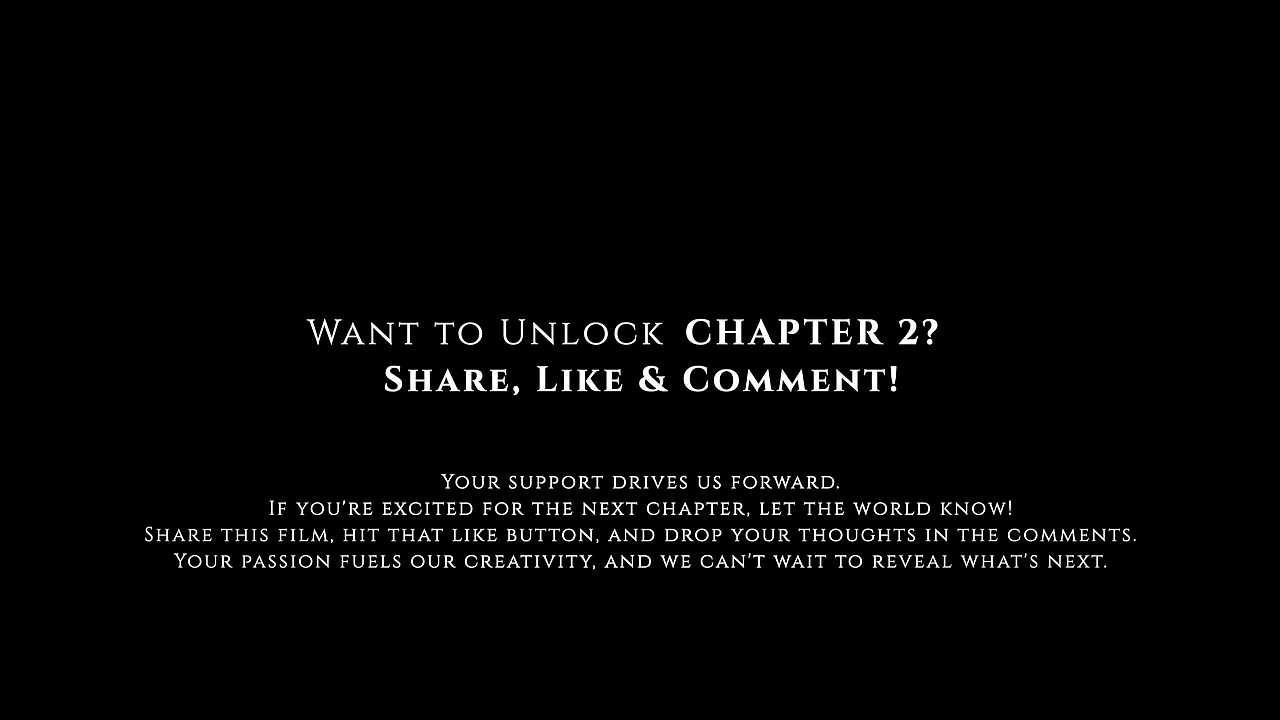 Want to Unlock CHAPTER 2?
Share, Like & Comment!
Your support drives us forward.
If you're excited for the next chapter, let the world know!
Share this film, hit that like button, and drop your thoughts in the comments.
Your passion fuels our creativity, and we can't wait to reveal what's next.